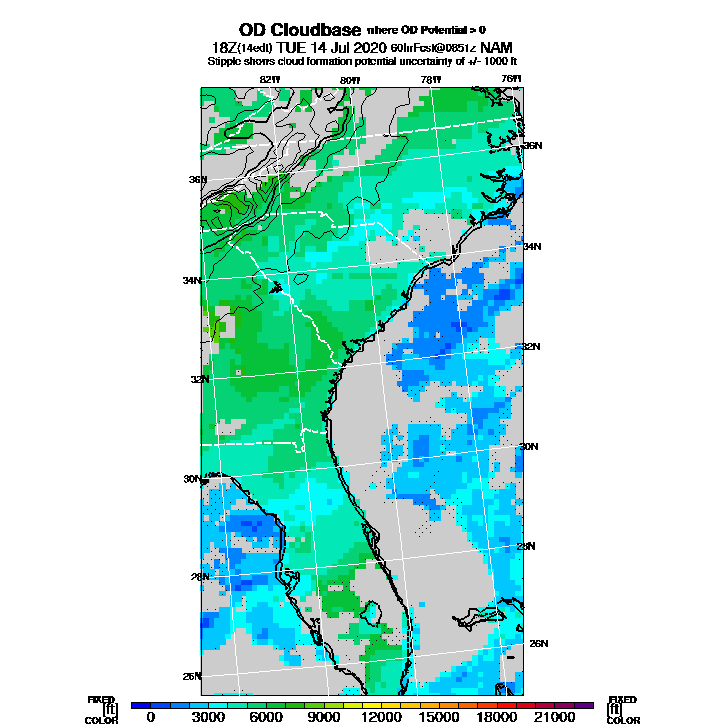 OD Cloudbase where OD Potential > 0
18Z(14edt) TUE 14 Jul 2020 60hrFcst@0851z NAM
Stipple shows cloud formation potential uncertainty of +/- 1000 ft
82W 80W 78W 76W
36N
36N
34N
34N
32N
32N
30N
30N
28N
28N
26N
26N
FIXED FIXED
[ft] [ft]
COLOR 0 3000 6000 9000 12000 15000 18000 21000 COLOR